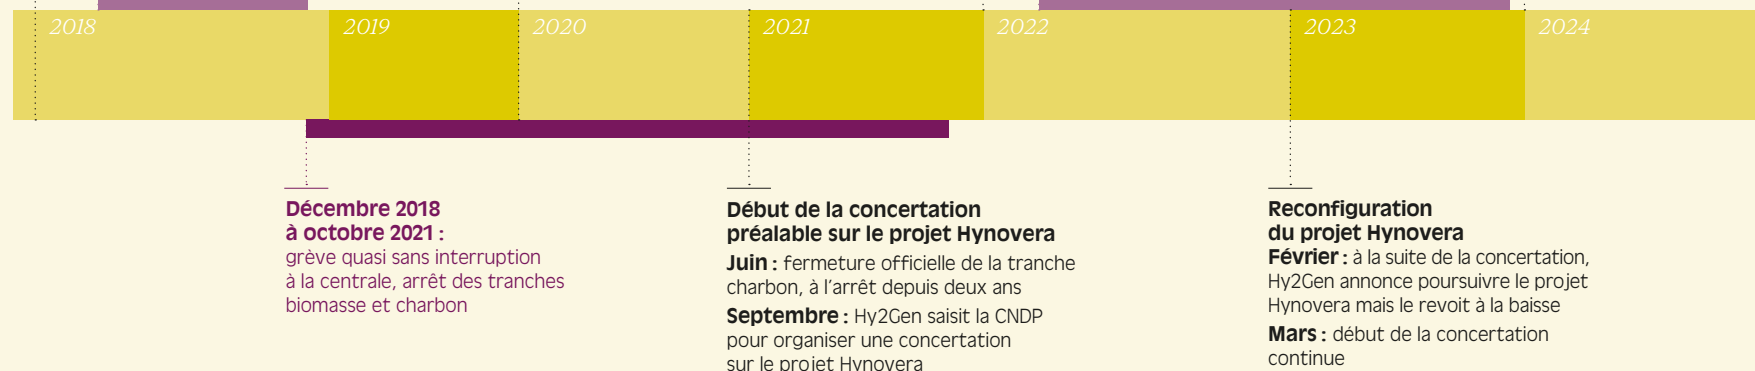 2018
2019
2020
2021
2022
2023
2024
Décembre 2018
à octobre 2021 :
grève quasi sans interruption
à la centrale, arrêt des tranches
biomasse et charbon
Début de la concertation
préalable sur le projet Hynovera
Juin : fermeture officielle de la tranche
charbon, à l’arrêt depuis deux ans
Septembre : Hy2Gen saisit la CNDP
pour organiser une concertation
sur le projet Hynovera
Reconfiguration
du projet Hynovera
Février : à la suite de la concertation,
Hy2Gen annonce poursuivre le projet
Hynovera mais le revoit à la baisse
Mars : début de la concertation
continue